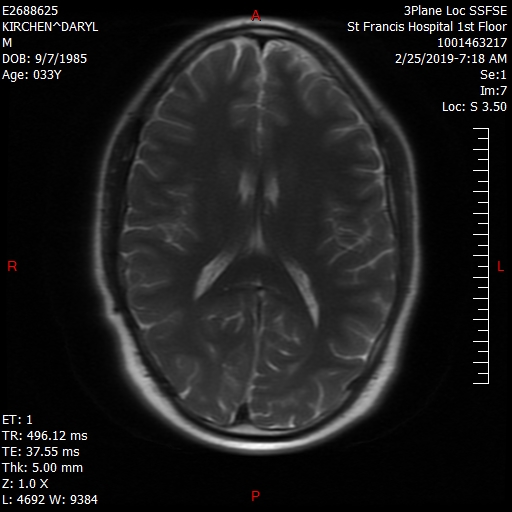 E2688625
KIRCHEN^DARYL
M
DOB: 9/7/1985
Age: 033Y
3Plane Loc SSFSE
St Francis Hospital 1st Floor
1001463217
2/25/2019-7:18 AM
Se:1
Im:7
Loc: S 3.50
A
R
L
ET: 1
TR: 496.12 ms
TE: 37.55 ms
Thk: 5.00 mm
Z: 1.0 X
L: 4692 W: 9384
P